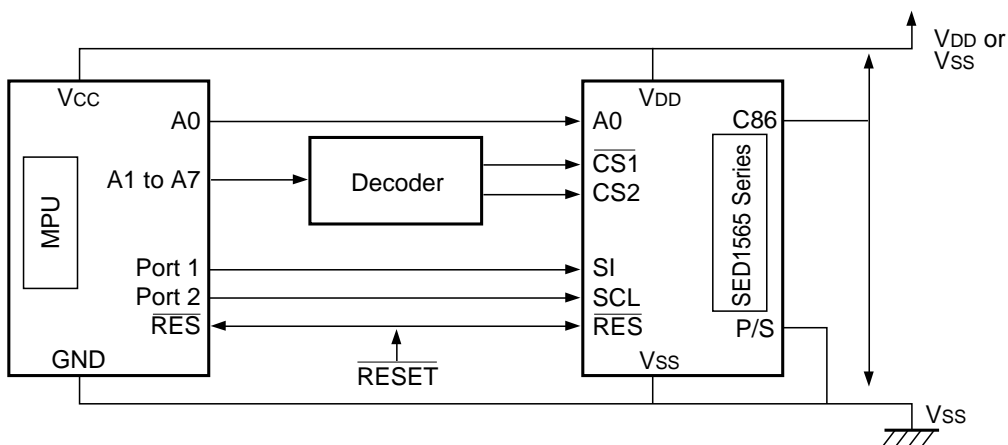 VDD or
VSS
VCC
A0
A1 to A7
MPU
Port 1
Port 2
RES
GND
Decoder
RESET
VDD
A0
C86
CS1
CS2
SED1565 Series
SI
SCL
RES
P/S
VSS
VSS